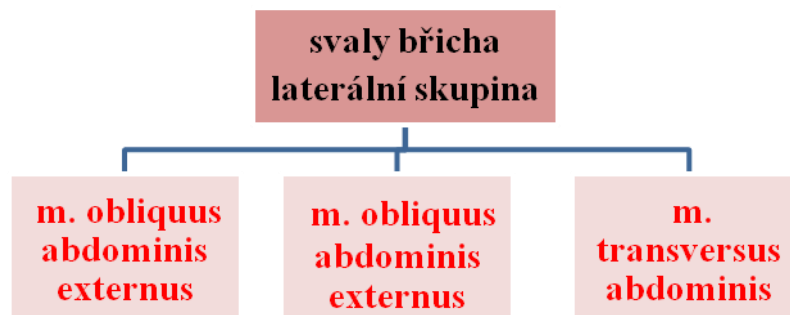 svaly břicha
laterální skupina
m. obliquus
abdominis
externus
m. obliquus
abdominis
externus
m.
transversus
abdominis